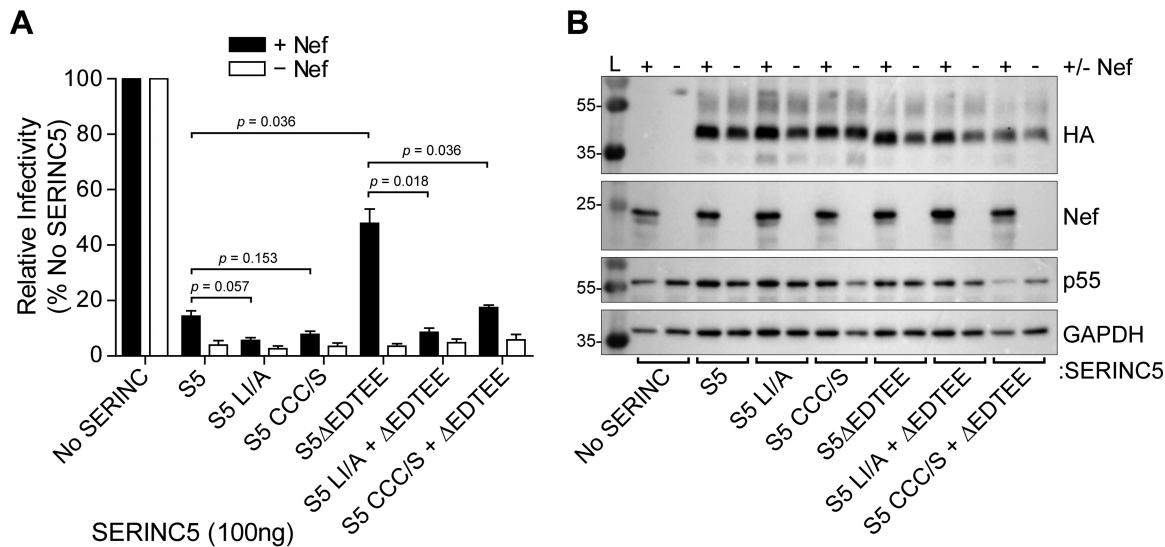 A
+ Nef
− Nef
Relative Infectivity
(% No SERINC5)
100
80
60
40
20
0
p = 0.036
p = 0.036
p = 0.018
p = 0.153
p = 0.057
No SERINC
S5
S5 LI/A
S5 CCC/S
S5ΔEDTEE
S5 LI/A + ΔEDTEE
S5 CCC/S + ΔEDTEE
SERINC5 (100ng)
B
L + - + - + - + - + - + - + - +/- Nef
55-
35-
HA
25-
Nef
55-
p55
35-
GAPDH
No SERINC
S5
S5 LI/A
S5 CCC/S
S5ΔEDTEE
S5 LI/A + ΔEDTEE
S5 CCC/S + ΔEDTEE
:SERINC5